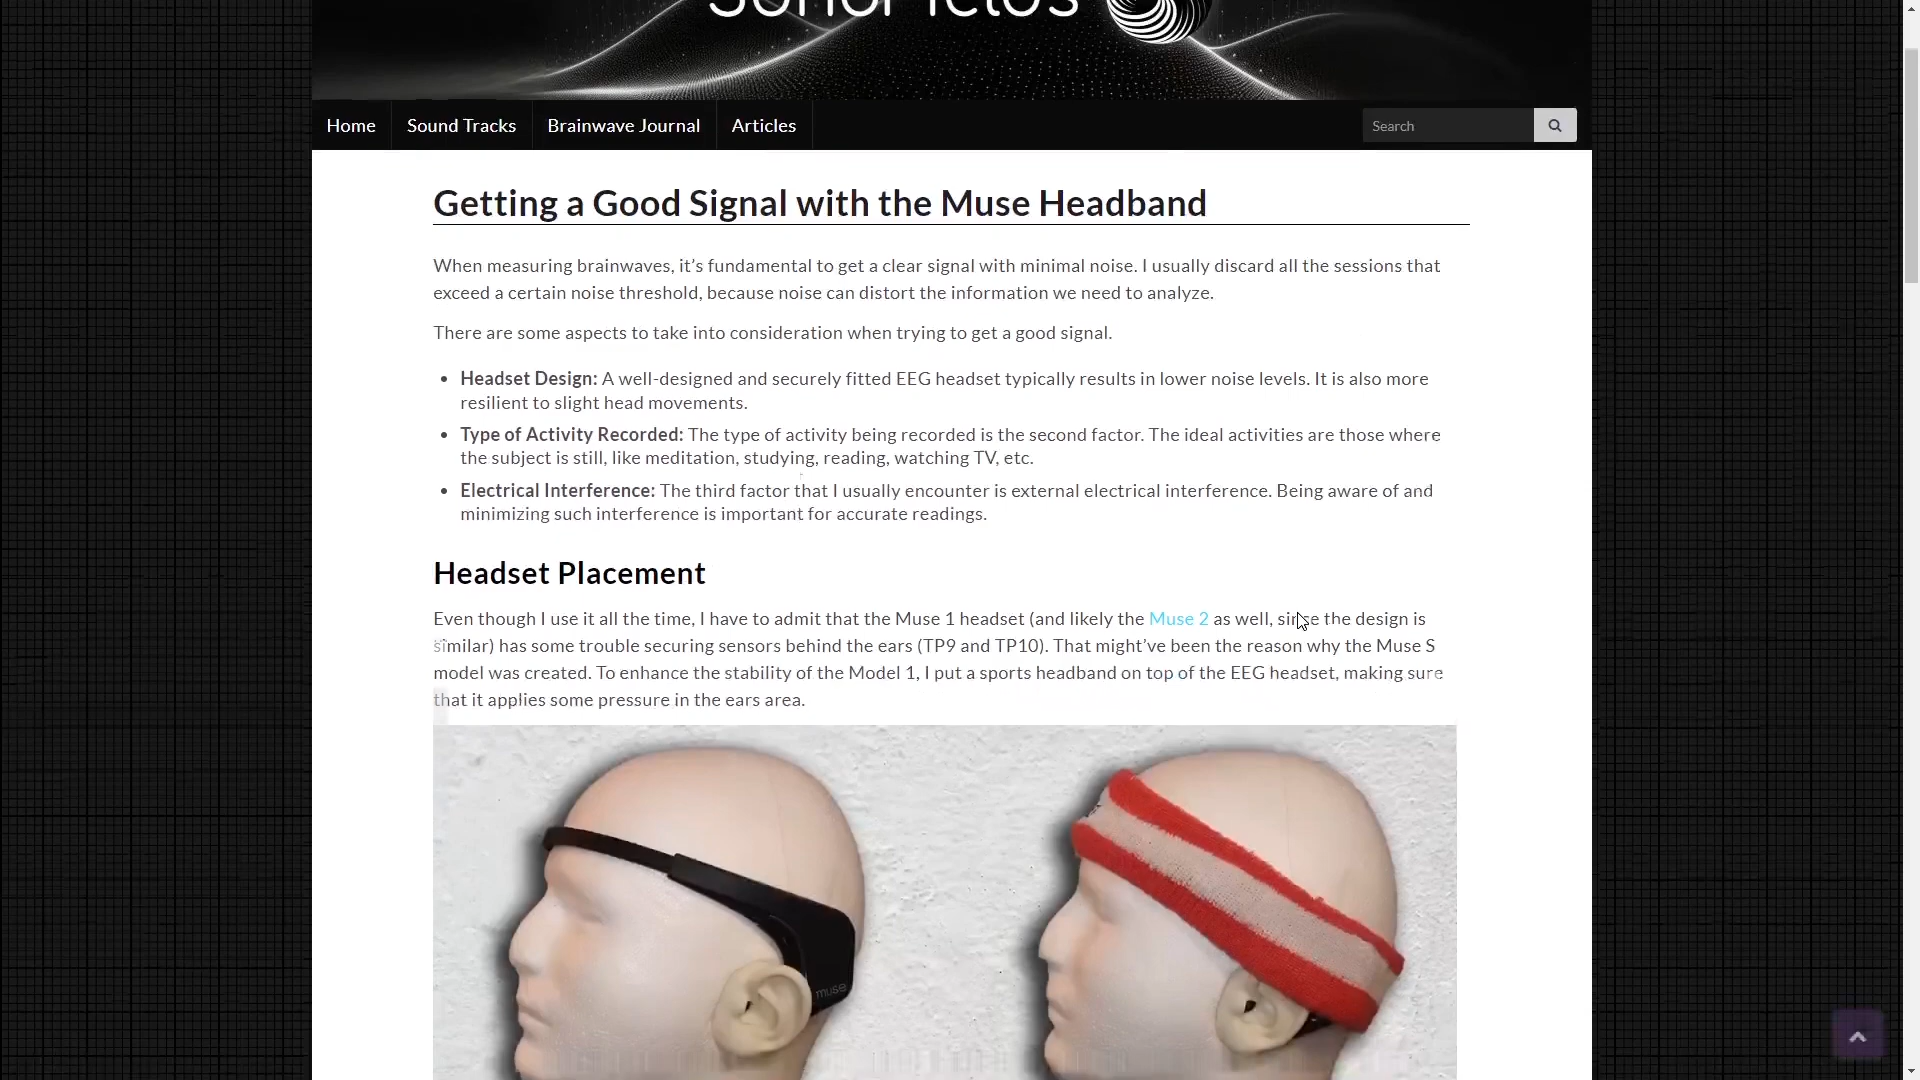 Home Sound Tracks Brainwave Journal Articles Search
Getting a Good Signal with the Muse Headband
When measuring brainwaves, it’s fundamental to get a clear signal with minimal noise. I usually discard all the sessions that
exceed a certain noise threshold, because noise can distort the information we need to analyze.
There are some aspects to take into consideration when trying to get a good signal.
• Headset Design: A well-designed and securely fitted EEG headset typically results in lower noise levels. It is also more
resilient to slight head movements.
• Type of Activity Recorded: The type of activity being recorded is the second factor. The ideal activities are those where
the subject is still, like meditation, studying, reading, watching TV, etc.
• Electrical Interference: The third factor that I usually encounter is external electrical interference. Being aware of and
minimizing such interference is important for accurate readings.
Headset Placement
Even though I use it all the time, I have to admit that the Muse 1 headset (and likely the Muse 2 as well, since the design is
similar) has some trouble securing sensors behind the ears (TP9 and TP10). That might’ve been the reason why the Muse S
model was created. To enhance the stability of the Model 1, I put a sports headband on top of the EEG headset, making sure
that it applies some pressure in the ears area.
muse